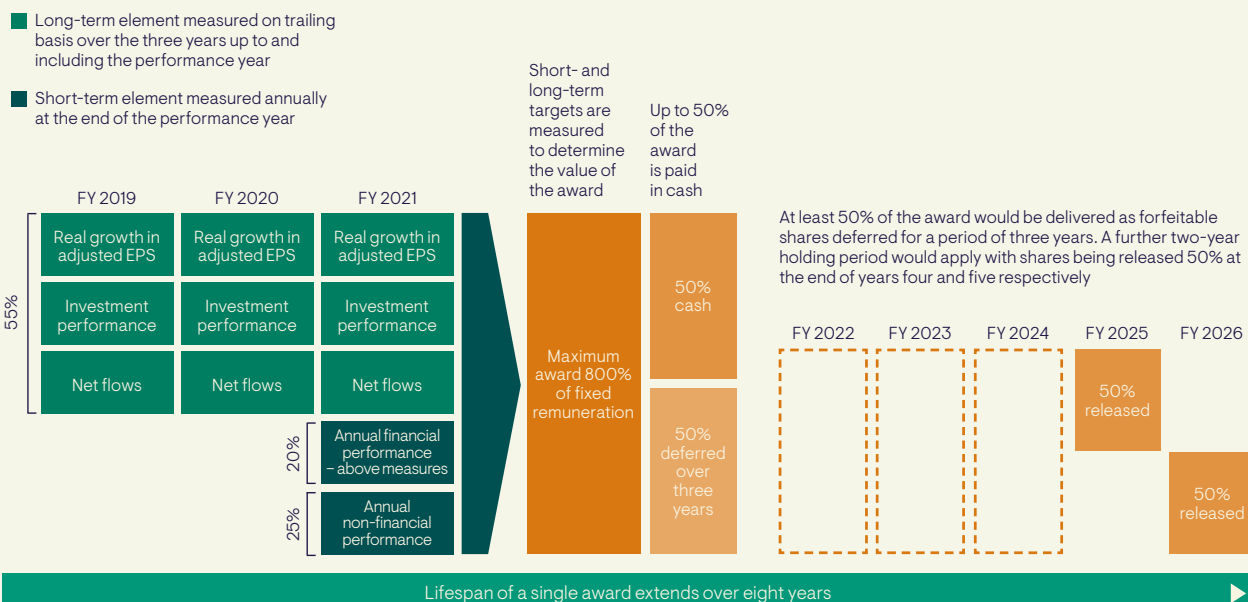 Long-term element measured on trailing
basis over the three years up to and
including the performance year
Short-term element measured annually
at the end of the performance year
Short- and
long-term
targets are
measured
to determine
the value of
the award
Up to 50%
of the
award
is paid
in cash
FY 2019
FY 2020
FY 2021
55%
Real growth in
adjusted EPS
Real growth in
adjusted EPS
Real growth in
adjusted EPS
Investment
performance
Investment
performance
Investment
performance
Net flows
Net flows
Net flows
20%
Annual financial
performance
– above measures
25%
Annual
non-financial
performance
Maximum
award 800%
of fixed
remuneration
50%
cash
50%
deferred
over
three
years
At least 50% of the award would be delivered as forfeitable
shares deferred for a period of three years. A further two-year
holding period would apply with shares being released 50% at
the end of years four and five respectively
FY 2022
FY 2023
FY 2024
FY 2025
FY 2026
50%
released
50%
released
Lifespan of a single award extends over eight years